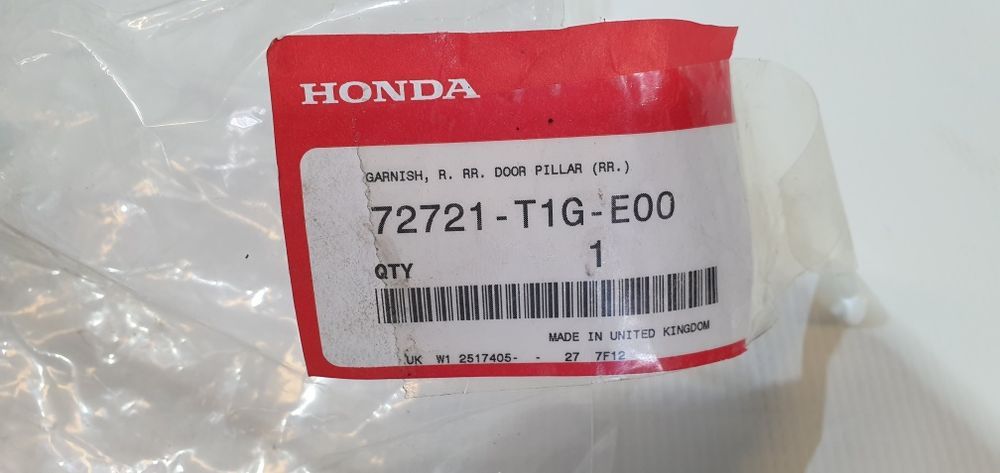 HONDA
GARNISH, R. RR. DOOR PILLAR (RR.)
72721-T1G-E00
QTY 1
MADE IN UNITED KINGDOM
UK W1 2517405- - 27 7F12